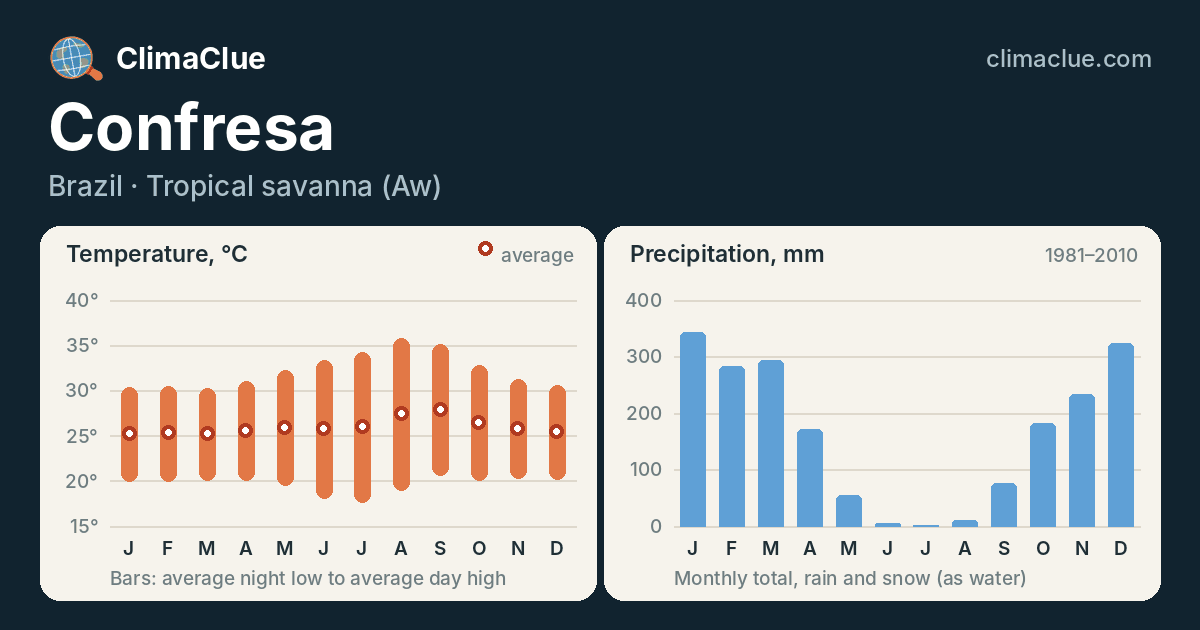 ClimaClue
climaclue.com
Confresa
Brazil · Tropical savanna (Aw)
Temperature, °C
average
40°
35°
30°
25°
20°
15°
J F M A M J J A S O N D
Bars: average night low to average day high
Precipitation, mm
1981–2010
400
300
200
100
0
J F M A M J J A S O N D
Monthly total, rain and snow (as water)